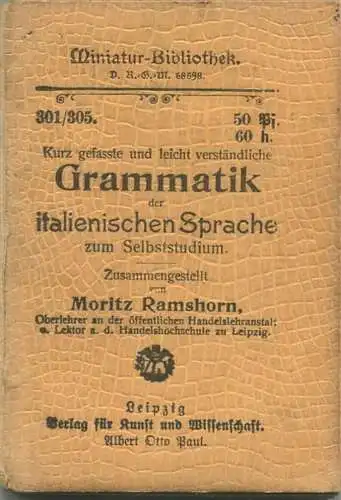 Miniatur-Bibliothek.
D. R.-G.-M. 68698.
301/305. 50 Pf.
60 h.
Kurz gefasste und leicht verständliche
Grammatik
der
italienischen Sprache
zum Selbststudium.
Zusammengestellt
von
Moritz Ramshorn,
Oberlehrer an der öffentlichen Handelslehranstalt
u. Lektor a. d. Handelshochschule zu Leipzig.
Leipzig
Verlag für Kunst und Wissenschaft.
Albert Otto Paul.